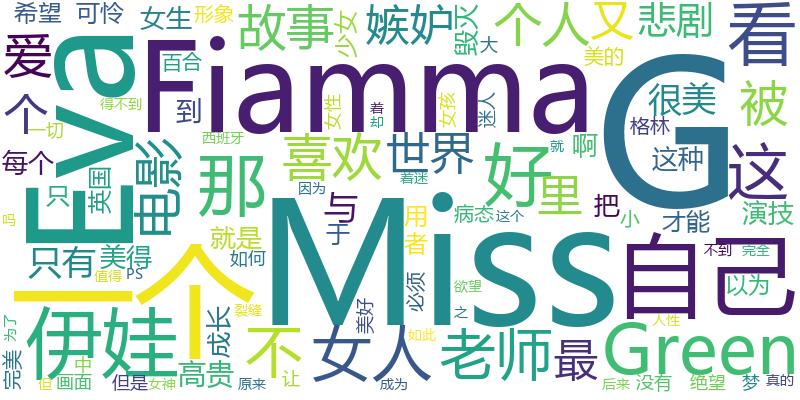 希望 可怜 女生 形象 故事 少女 嫉妒 毁灭 个人 又 悲剧 看
爱 Eva Fiamma 百合 到 大 美的 很美 被
个 得不到 一切 女性 着 却 女孩 迷人 G 格林
每个 只 英国 电影 西班牙 那 喜欢 世界 好 就 啊 这种 这
因为 着迷 里 与 用 病态 这个 把 小 才能 演技
只有 美得 就是 于 者 Miss 自己 不到 完全
吗 值得 PS 一个 如何 美好 必须 欲望 之 以为
为了 伊娃 成长 裂缝 不 女人 如此 老师 最 人性 Green
完美 但 中 画面 但是 女神 高贵 原来 让 成为 后来 没有 绝望 梦 真的